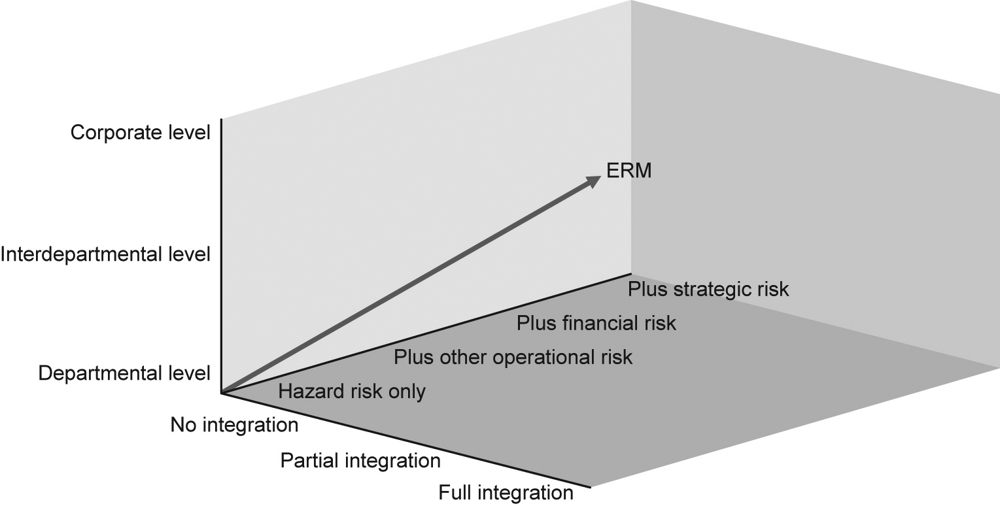 Corporate level
ERM
Interdepartmental level
Plus strategic risk
Plus financial risk
Plus other operational risk
Departmental level
Hazard risk only
No integration
Partial integration
Full integration